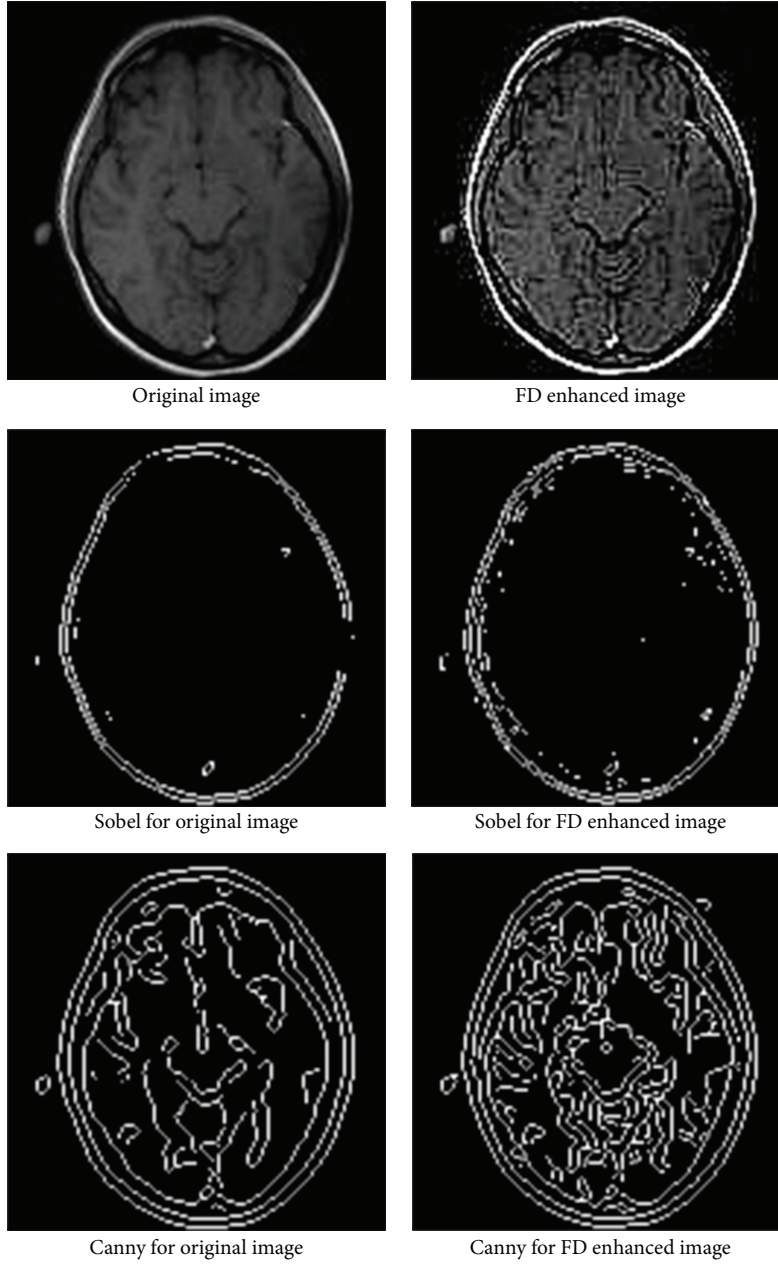 Original image
FD enhanced image
Sobel for original image
Sobel for FD enhanced image
Canny for original image
Canny for FD enhanced image